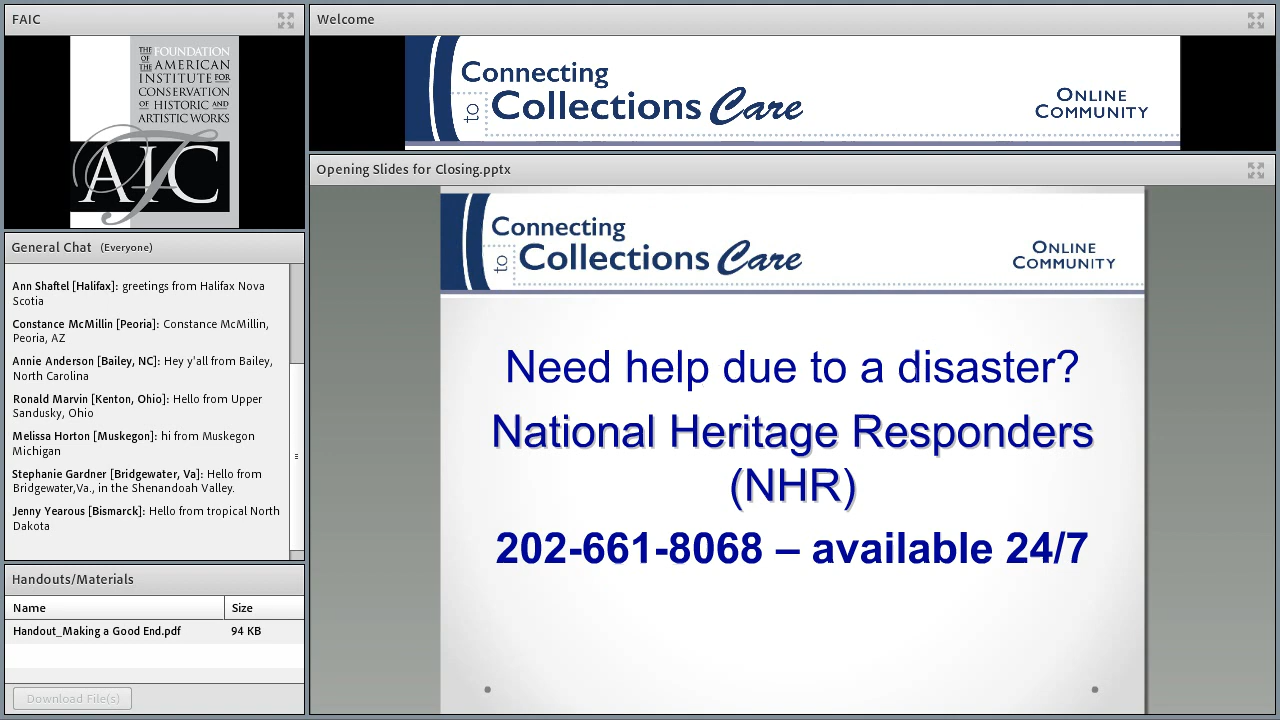 FAIC
THE FOUNDATION
OF THE AMERICAN
INSTITUTE FOR
CONSERVATION
OF HISTORIC AND
ARTISTIC WORKS
AIC
General Chat (Everyone)
Ann Shaftel [Halifax]: greetings from Halifax Nova
Scotia
Constance McMillin [Peoria]: Constance McMillin,
Peoria, AZ
Annie Anderson [Bailey, NC]: Hey y'all from Bailey,
North Carolina
Ronald Marvin [Kenton, Ohio]: Hello from Upper
Sandusky, Ohio
Melissa Horton [Muskegon]: hi from Muskegon
Michigan
Stephanie Gardner [Bridgewater, Va]: Hello from
Bridgewater,Va., in the Shenandoah Valley.
Jenny Yearous [Bismarck]: Hello from tropical North
Dakota
Handouts/Materials
Name Size
Handout_Making a Good End.pdf 94 KB
Download File(s)
Welcome
Connecting
to Collections Care
ONLINE
COMMUNITY
Opening Slides for Closing.pptx
Connecting
to Collections Care
ONLINE
COMMUNITY
Need help due to a disaster?
National Heritage Responders
(NHR)
202-661-8068 – available 24/7